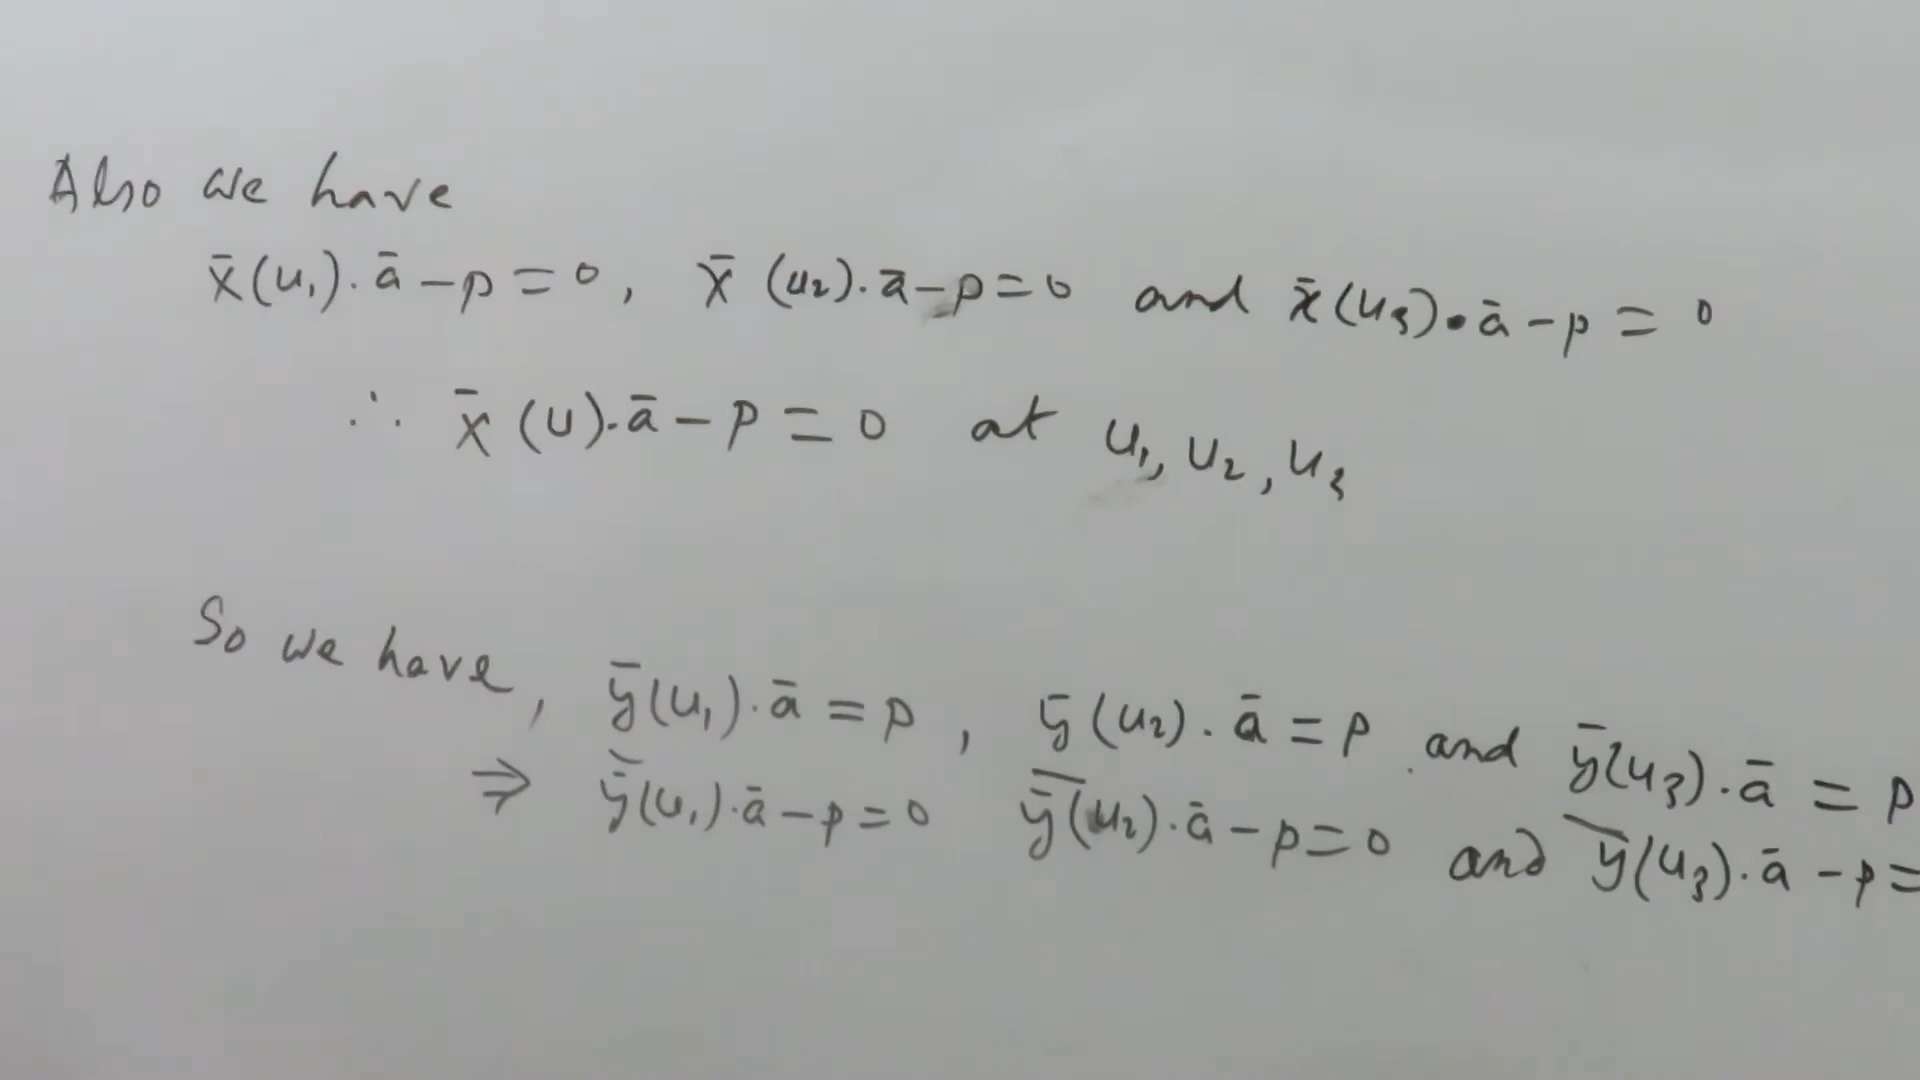 Also we have
x̄(u₁)·ā−p=0, x̄(u₂)·ā−p=0 and x̄(u₃)·ā−p=0
∴ x̄(u)·ā−p=0 at u₁,u₂,u₃
So we have, ȳ(u₁)·ā=p, ȳ(u₂)·ā=p and ȳ(u₃)·ā=p
⇒ ȳ(u₁)·ā−p=0 ȳ(u₂)·ā−p=0 and ȳ(u₃)·ā−p=